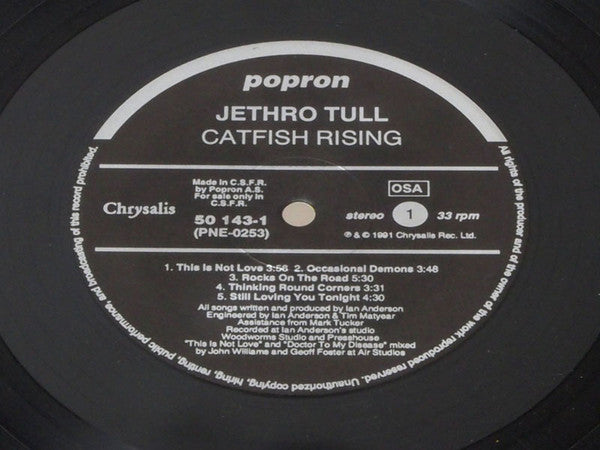 popron
JETHRO TULL
CATFISH RISING
Made in C.S.F.R.
by Popron A.S.
For sale only in
C.S.F.R.
OSA
Chrysalis
50 143-1
(PNE-0253)
stereo 1 33 rpm
℗ & © 1991 Chrysalis Rec. Ltd.
1. This Is Not Love 3:56 2. Occasional Demons 3:48
3. Rocks On The Road 5:30
4. Thinking Round Corners 3:31
5. Still Loving You Tonight 4:30
All songs written and produced by Ian Anderson
Engineered by Ian Anderson & Tim Matyear
Assistance from Mark Tucker
Recorded at Ian Anderson's studio
Woodworms Studio and Presshouse
"This Is Not Love" and "Doctor To My Disease" mixed
by John Williams and Geoff Foster at Air Studios
All rights of the producer and of the owner of the work reproduced reserved. Unauthorized copying, hiring, renting, public performance, and broadcasting of this record prohibited.